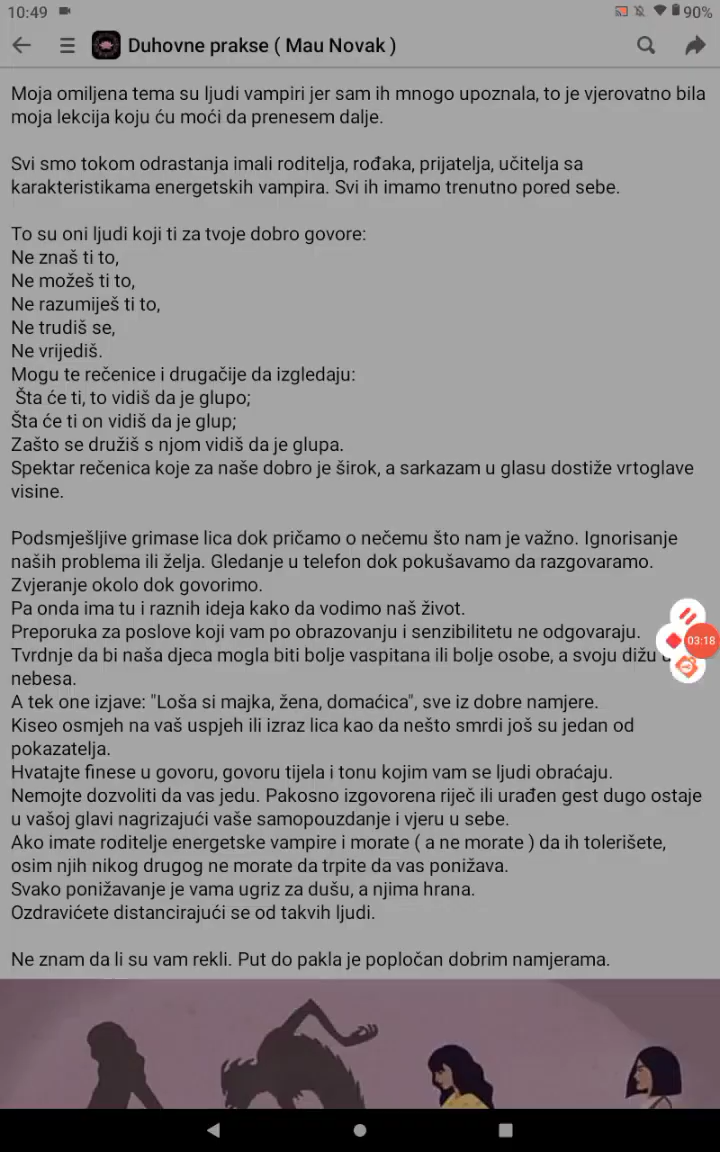 10:49
90%
Duhovne prakse ( Mau Novak )
Moja omiljena tema su ljudi vampiri jer sam ih mnogo upoznala, to je vjerovatno bila
moja lekcija koju ću moći da prenesem dalje.
Svi smo tokom odrastanja imali roditelja, rođaka, prijatelja, učitelja sa
karakteristikama energetskih vampira. Svi ih imamo trenutno pored sebe.
To su oni ljudi koji ti za tvoje dobro govore:
Ne znaš ti to,
Ne možeš ti to,
Ne razumiješ ti to,
Ne trudiš se,
Ne vrijediš.
Mogu te rečenice i drugačije da izgledaju:
Šta će ti, to vidiš da je glupo;
Šta će ti on vidiš da je glup;
Zašto se družiš s njom vidiš da je glupa.
Spektar rečenica koje za naše dobro je širok, a sarkazam u glasu dostiže vrtoglave
visine.
Podsmješljive grimase lica dok pričamo o nečemu što nam je važno. Ignorisanje
naših problema ili želja. Gledanje u telefon dok pokušavamo da razgovaramo.
Zvjeranje okolo dok govorimo.
Pa onda ima tu i raznih ideja kako da vodimo naš život.
Preporuka za poslove koji vam po obrazovanju i senzibilitetu ne odgovaraju.
03:18
Tvrdnje da bi naša djeca mogla biti bolje vaspitana ili bolje osobe, a svoju dižu
nebesa.
A tek one izjave: "Loša si majka, žena, domaćica", sve iz dobre namjere.
Kiseo osmjeh na vaš uspjeh ili izraz lica kao da nešto smrdi još su jedan od
pokazatelja.
Hvatajte finese u govoru, govoru tijela i tonu kojim vam se ljudi obraćaju.
Nemojte dozvoliti da vas jedu. Pakosno izgovorena riječ ili urađen gest dugo ostaje
u vašoj glavi nagrizajući vaše samopouzdanje i vjeru u sebe.
Ako imate roditelje energetske vampire i morate ( a ne morate ) da ih tolerišete,
osim njih nikog drugog ne morate da trpite da vas ponižava.
Svako ponižavanje je vama ugriz za dušu, a njima hrana.
Ozdravićete distancirajući se od takvih ljudi.
Ne znam da li su vam rekli. Put do pakla je popločan dobrim namjerama.